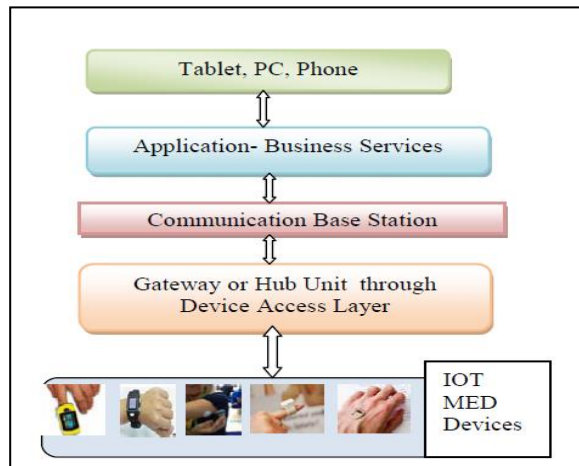 Tablet, PC, Phone
Application- Business Services
Communication Base Station
Gateway or Hub Unit through
Device Access Layer
IOT
MED
Devices